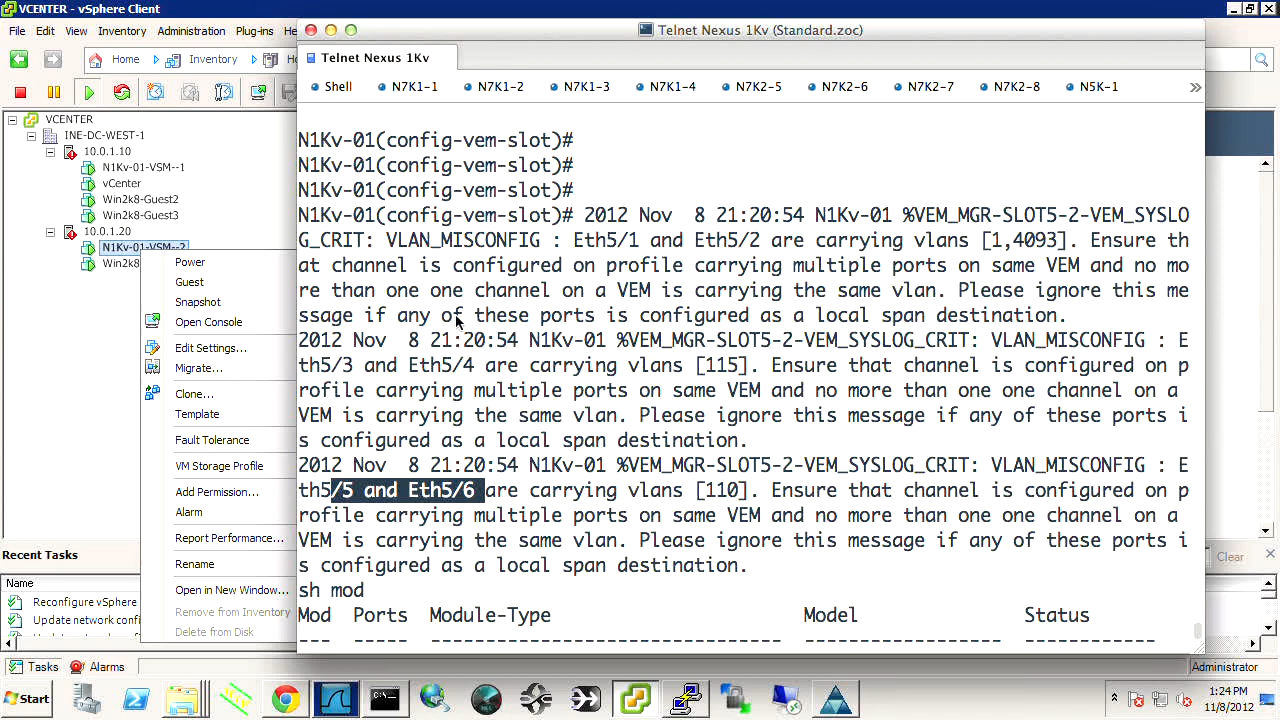 VCENTER - vSphere Client
File Edit View Inventory Administration Plug-ins He
Home Inventory H
VCENTER
INE-DC-WEST-1
10.0.1.10
N1Kv-01-VSM--1
vCenter
Win2k8-Guest2
Win2k8-Guest3
10.0.1.20
N1Kv-01-VSM--2
Win2k8
Power
Guest
Snapshot
Open Console
Edit Settings...
Migrate...
Clone...
Template
Fault Tolerance
VM Storage Profile
Add Permission...
Alarm
Report Performance...
Rename
Open in New Window...
Remove from Inventory
Delete from Disk
Telnet Nexus 1Kv (Standard.zoc)
Telnet Nexus 1Kv
Shell N7K1-1 N7K1-2 N7K1-3 N7K1-4 N7K2-5 N7K2-6 N7K2-7 N7K2-8 N5K-1 »
N1Kv-01(config-vem-slot)#
N1Kv-01(config-vem-slot)#
N1Kv-01(config-vem-slot)#
N1Kv-01(config-vem-slot)# 2012 Nov  8 21:20:54 N1Kv-01 %VEM_MGR-SLOT5-2-VEM_SYSLO
G_CRIT: VLAN_MISCONFIG : Eth5/1 and Eth5/2 are carrying vlans [1,4093]. Ensure th
at channel is configured on profile carrying multiple ports on same VEM and no mo
re than one one channel on a VEM is carrying the same vlan. Please ignore this me
ssage if any of these ports is configured as a local span destination.
2012 Nov  8 21:20:54 N1Kv-01 %VEM_MGR-SLOT5-2-VEM_SYSLOG_CRIT: VLAN_MISCONFIG : E
th5/3 and Eth5/4 are carrying vlans [115]. Ensure that channel is configured on p
rofile carrying multiple ports on same VEM and no more than one one channel on a
VEM is carrying the same vlan. Please ignore this message if any of these ports i
s configured as a local span destination.
2012 Nov  8 21:20:54 N1Kv-01 %VEM_MGR-SLOT5-2-VEM_SYSLOG_CRIT: VLAN_MISCONFIG : E
th5/5 and Eth5/6 are carrying vlans [110]. Ensure that channel is configured on p
rofile carrying multiple ports on same VEM and no more than one one channel on a
VEM is carrying the same vlan. Please ignore this message if any of these ports i
s configured as a local span destination.
sh mod
Mod  Ports  Module-Type                       Model               Status
---  -----  --------------------------------  ------------------  ------------
Recent Tasks
Clear
Name
Reconfigure vSphere
Update network confi
Tasks Alarms
Administrator
Start
1:24 PM
11/8/2012